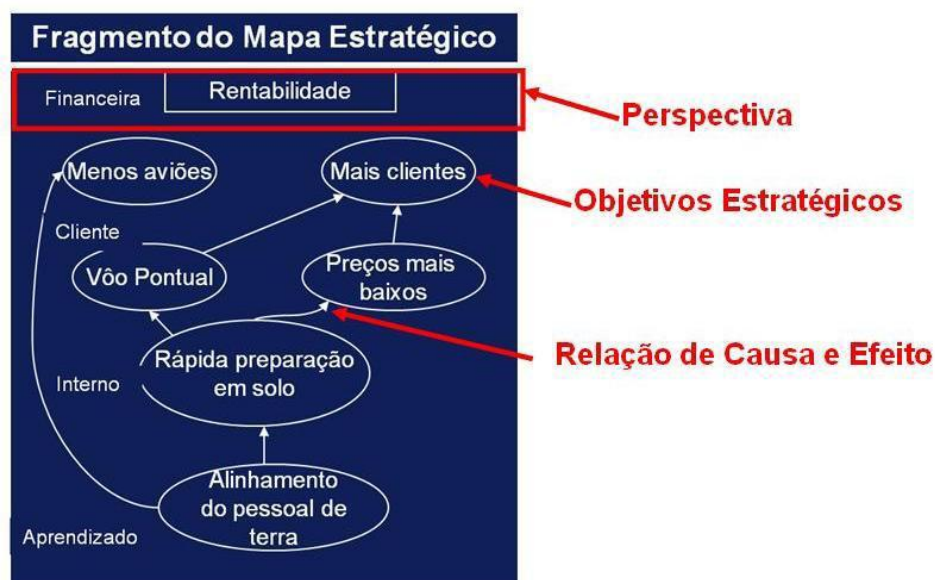 Fragmento do Mapa Estratégico
Financeira
Rentabilidade
Perspectiva
Menos aviões
Mais clientes
Objetivos Estratégicos
Cliente
Vôo Pontual
Preços mais
baixos
Relação de Causa e Efeito
Rápida preparação
em solo
Interno
Alinhamento
do pessoal de
terra
Aprendizado